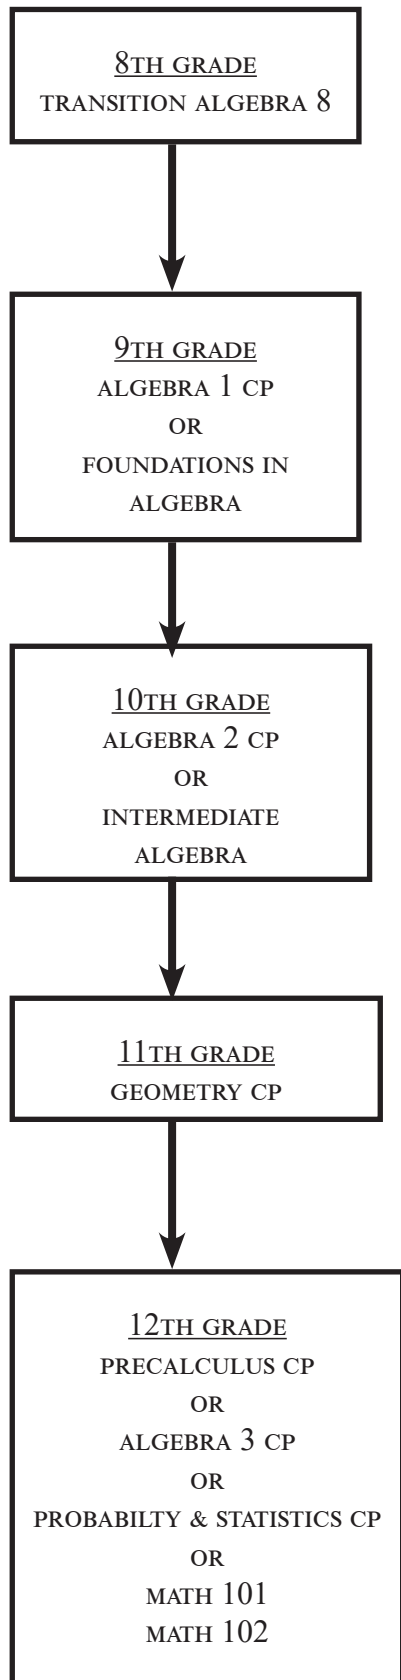 8TH GRADE
TRANSITION ALGEBRA 8
9TH GRADE
ALGEBRA 1 CP
OR
FOUNDATIONS IN
ALGEBRA
10TH GRADE
ALGEBRA 2 CP
OR
INTERMEDIATE
ALGEBRA
11TH GRADE
GEOMETRY CP
12TH GRADE
PRECALCULUS CP
OR
ALGEBRA 3 CP
OR
PROBABILTY & STATISTICS CP
OR
MATH 101
MATH 102